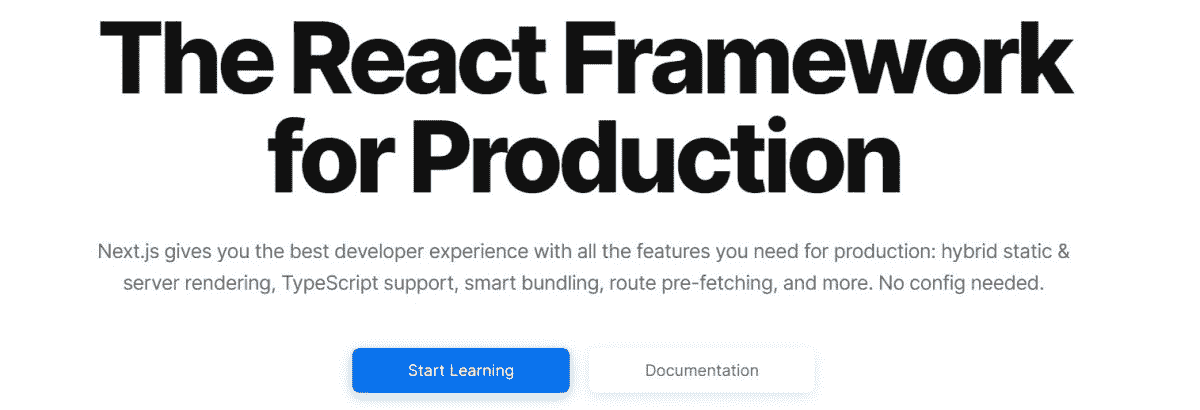 The React Framework
for Production
Next.js gives you the best developer experience with all the features you need for production: hybrid static &
server rendering, TypeScript support, smart bundling, route pre-fetching, and more. No config needed.
Start Learning
Documentation